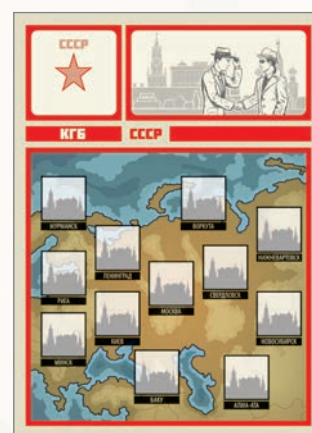 СССР
КГБ
СССР
МУРМАНСК
ВОРКУТА
НИЖНЕВАРТОВСК
ЛЕНИНГРАД
СВЕРДЛОВСК
РИГА
МОСКВА
КИЕВ
НОВОСИБИРСК
МИНСК
БАКУ
АЛМА-АТА